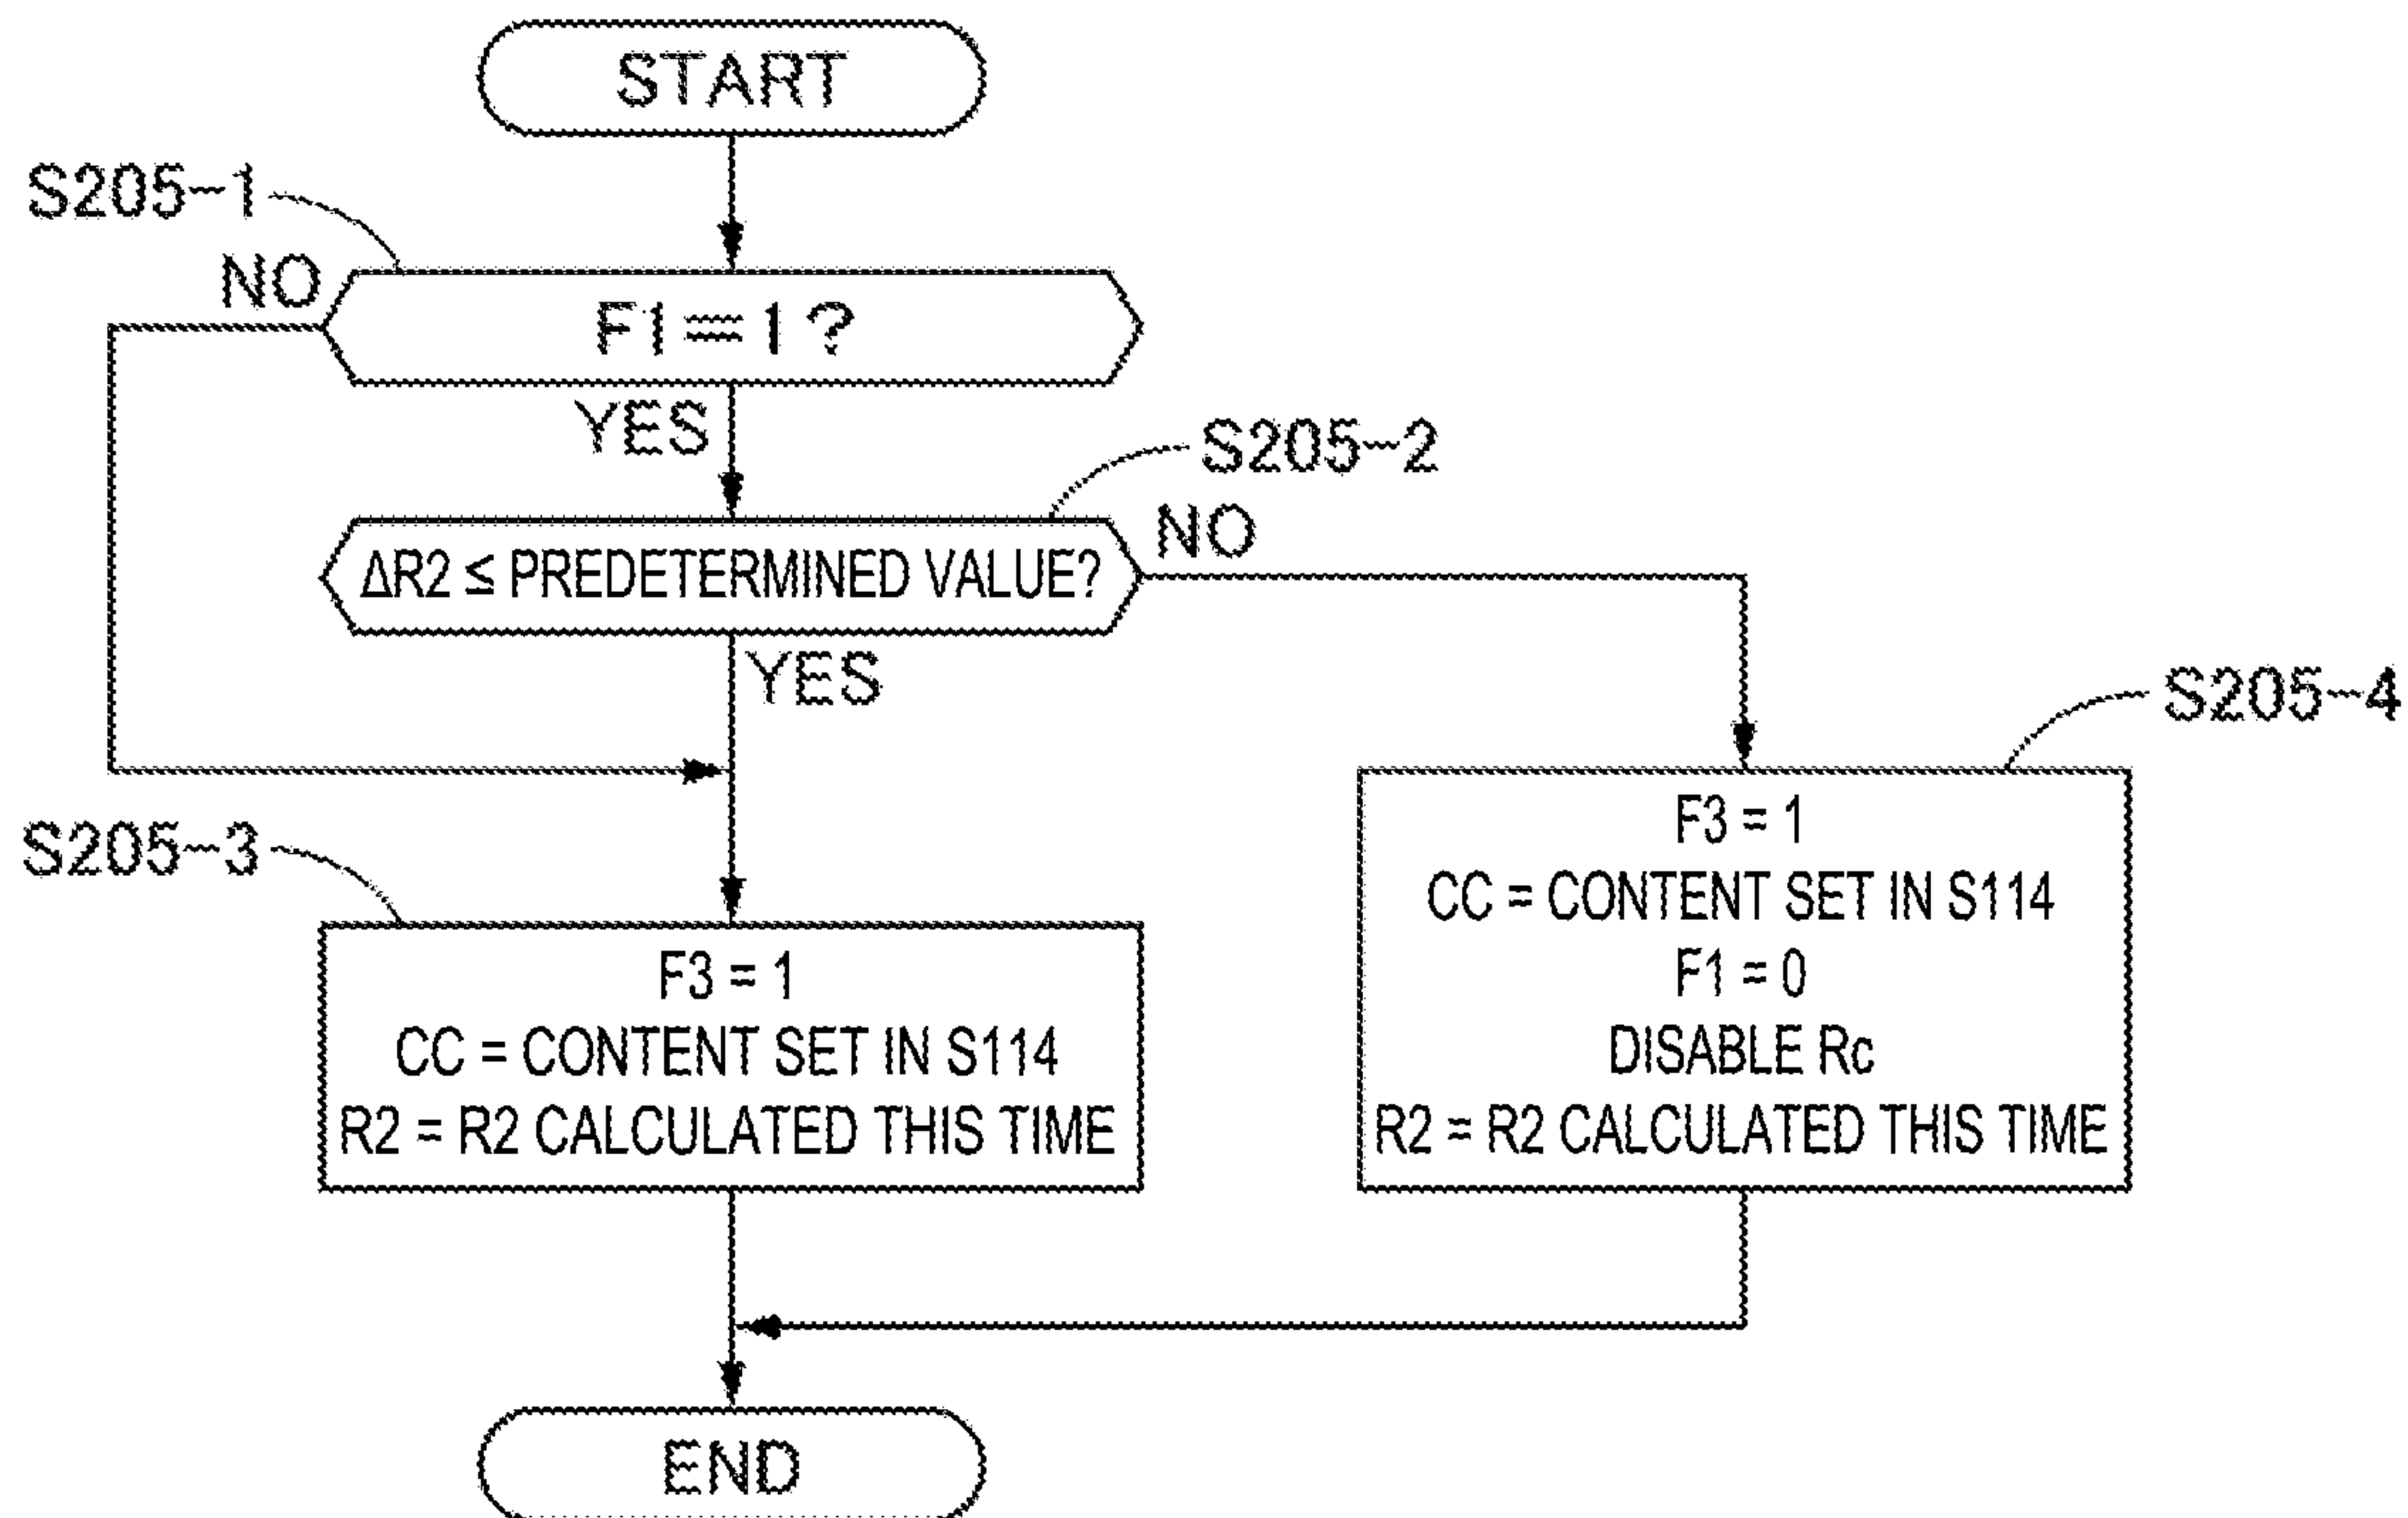 START
S205-1
NO
F1=1?
YES
S205-2
NO
ΔR2 ≤ PREDETERMINED VALUE?
YES
S205-4
S205-3
F3 = 1
CC = CONTENT SET IN S114
R2 = R2 CALCULATED THIS TIME
F3 = 1
CC = CONTENT SET IN S114
F1 = 0
DISABLE Rc
R2 = R2 CALCULATED THIS TIME
END